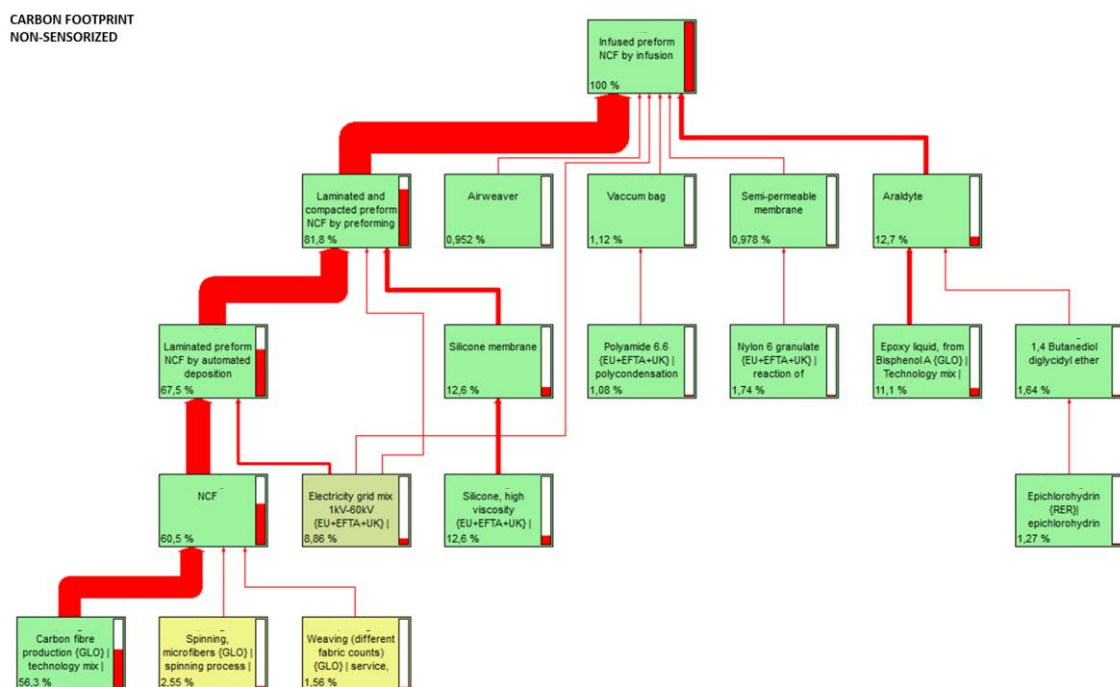 CARBON FOOTPRINT
NON-SENSORIZED
Infused preform
NCF by infusion
100 %
Laminated and
compacted preform
NCF by preforming
81,8 %
Airweaver
0,952 %
Vaccum bag
1,12 %
Semi-permeable
membrane
0,978 %
Araldyte
12,7 %
Laminated preform
NCF by automated
deposition
67,5 %
Silicone membrane
12,6 %
Polyamide 6.6
{EU+EFTA+UK} |
polycondensation
1,08 %
Nylon 6 granulate
{EU+EFTA+UK} |
reaction of
1,74 %
Epoxy liquid, from
Bisphenol A {GLO} |
Technology mix |
11,1 %
1,4 Butanediol
diglycidyl ether
1,64 %
NCF
60,5 %
Electricity grid mix
1kV-60kV
{EU+EFTA+UK} |
8,86 %
Silicone, high
viscosity
{EU+EFTA+UK} |
12,6 %
Epichlorohydrin
{RER}|
epichlorohydrin
1,27 %
Carbon fibre
production {GLO} |
technology mix |
56,3 %
Spinning,
microfibers {GLO} |
spinning process |
2,55 %
Weaving (different
fabric counts)
{GLO} | service,
1,56 %